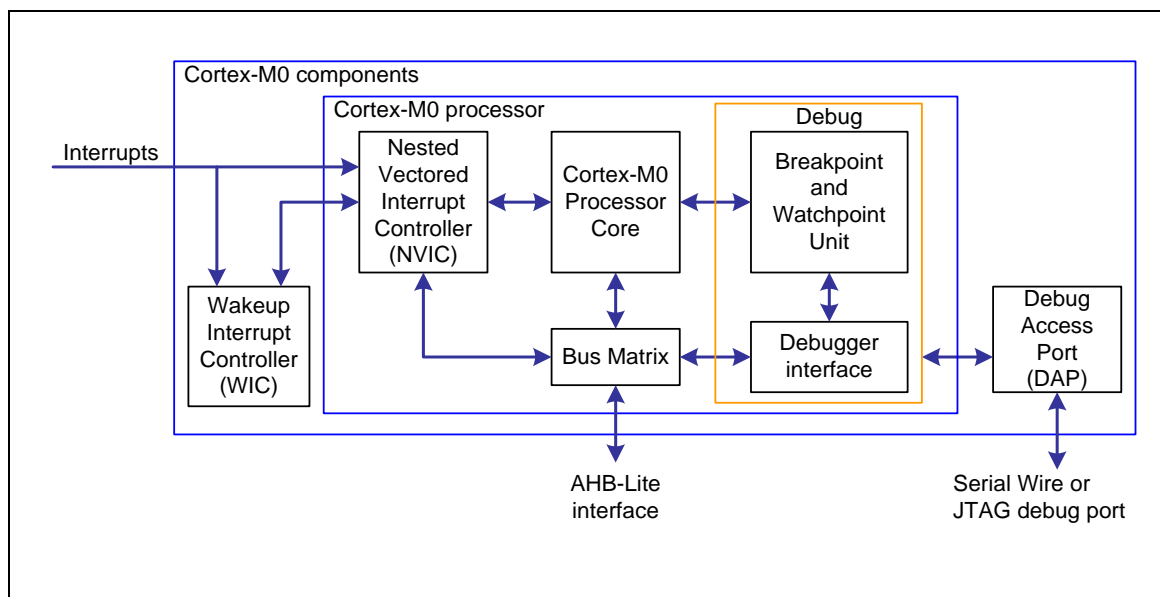 Cortex-M0 components
Cortex-M0 processor
Debug
Interrupts
Nested
Vectored
Interrupt
Controller
(NVIC)
Cortex-M0
Processor
Core
Breakpoint
and
Watchpoint
Unit
Wakeup
Interrupt
Controller
(WIC)
Bus Matrix
Debugger
interface
Debug
Access
Port
(DAP)
AHB-Lite
interface
Serial Wire or
JTAG debug port